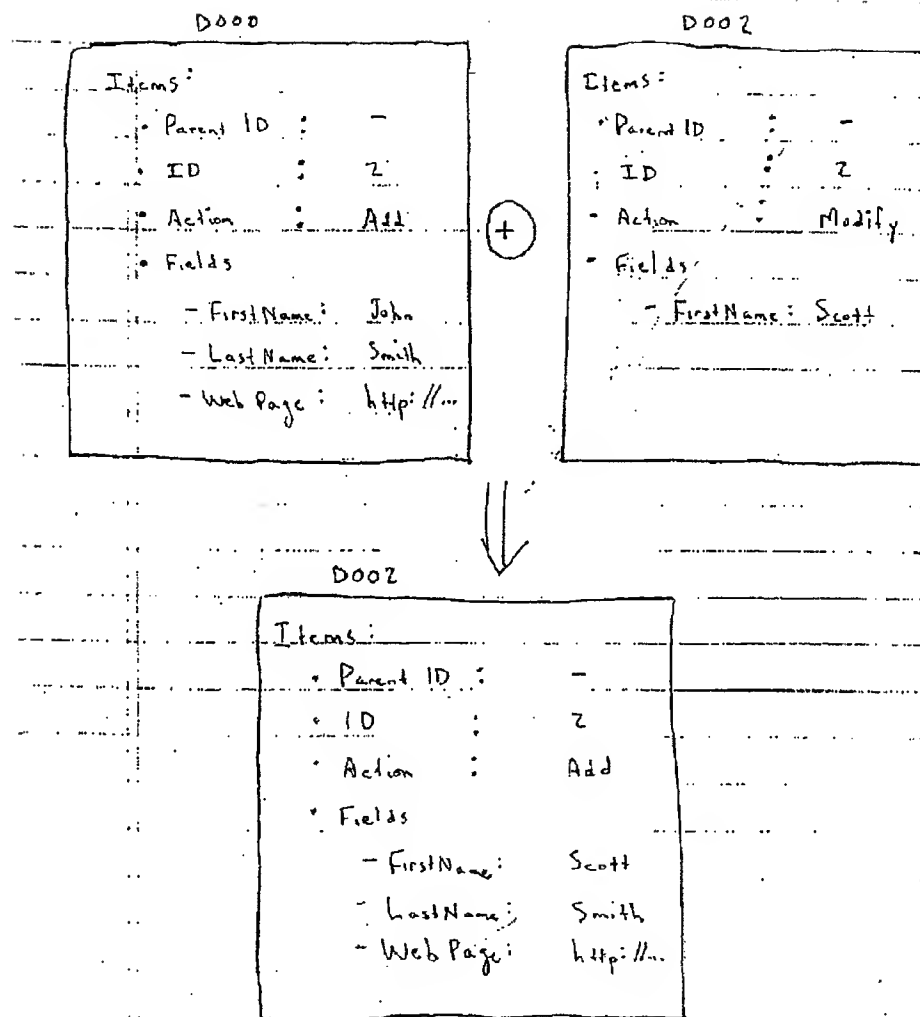 D000
Items:
• Parent ID : -
• ID : 2
• Action : Add
• Fields
- FirstName: John
- LastName: Smith
- Web Page: http://...
+
D002
Items:
• Parent ID : -
• ID : 2
- Action : Modify
- Fields
- FirstName: Scott
D002
Items:
• Parent ID : -
• ID : 2
• Action : Add
• Fields
- FirstName: Scott
- LastName: Smith
- Web Page: http://...